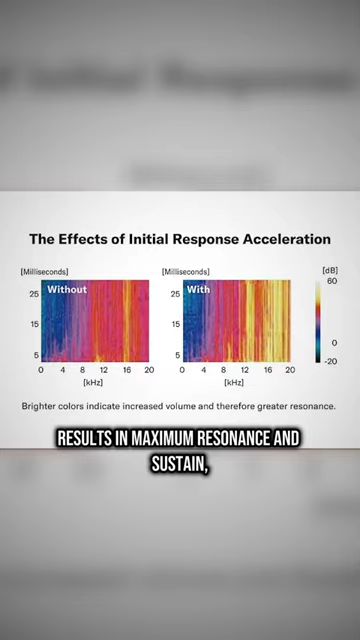 The Effects of Initial Response Acceleration
[Milliseconds] [Milliseconds] [dB]
Without With 60
25 25
15 15
0
5 5 -20
0 4 8 12 16 20 0 4 8 12 16 20
[kHz] [kHz]
Brighter colors indicate increased volume and therefore greater resonance.
RESULTS IN MAXIMUM RESONANCE AND
SUSTAIN,